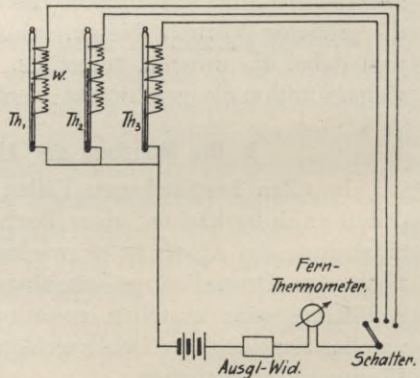 W.
Th₁
Th₂
Th₃
Fern-
Thermometer.
Ausgl-Wid.
Schalter.